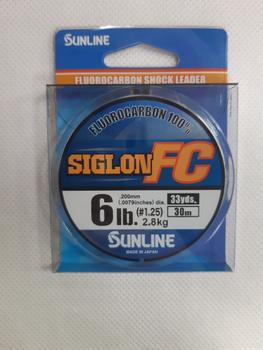 SUNLINE
FLUOROCARBON SHOCK LEADER
FLUOROCARBON 100%
SIGLON FC
6lb. .200mm (.0079inches) dia. 33yds.
(#1.25) 2.8kg 30m
SUNLINE
MADE IN JAPAN